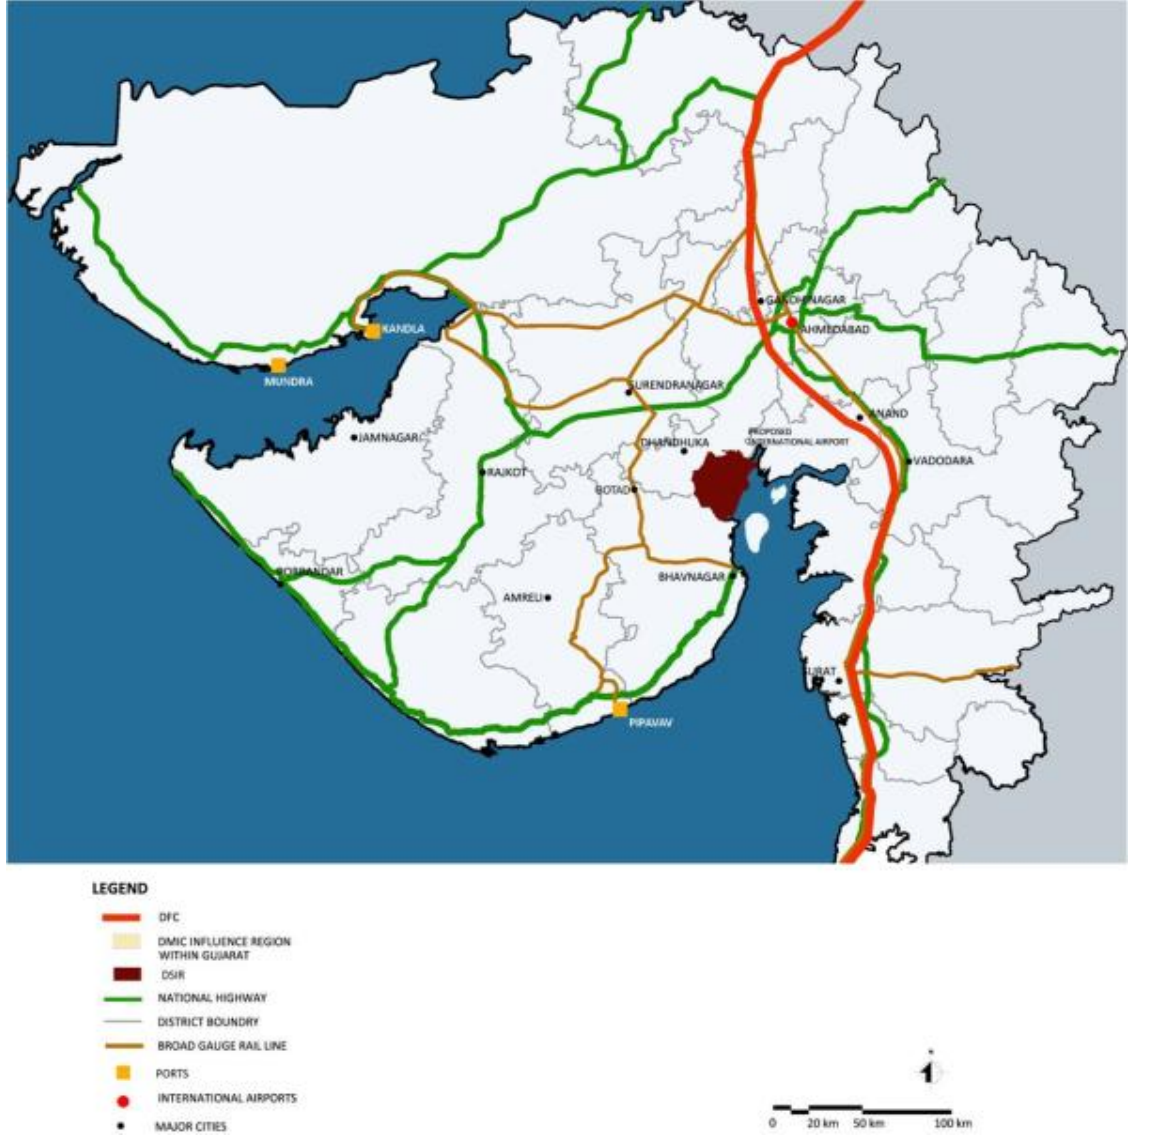 GANDHINAGAR
KANDLA
AHMEDABAD
MUNDRA
SURENDRANAGAR
ANAND
PROPOSED
INTERNATIONAL AIRPORT
JAMNAGAR
DHANDHUKA
RAJKOT
VADODARA
BOTAD
PORBANDAR
BHAVNAGAR
AMRELI
SURAT
PIPAVAV
LEGEND
DFC
DMIC INFLUENCE REGION
WITHIN GUJARAT
DSIR
NATIONAL HIGHWAY
DISTRICT BOUNDRY
BROAD GAUGE RAIL LINE
PORTS
INTERNATIONAL AIRPORTS
MAJOR CITIES
0 20 km 50 km 100 km